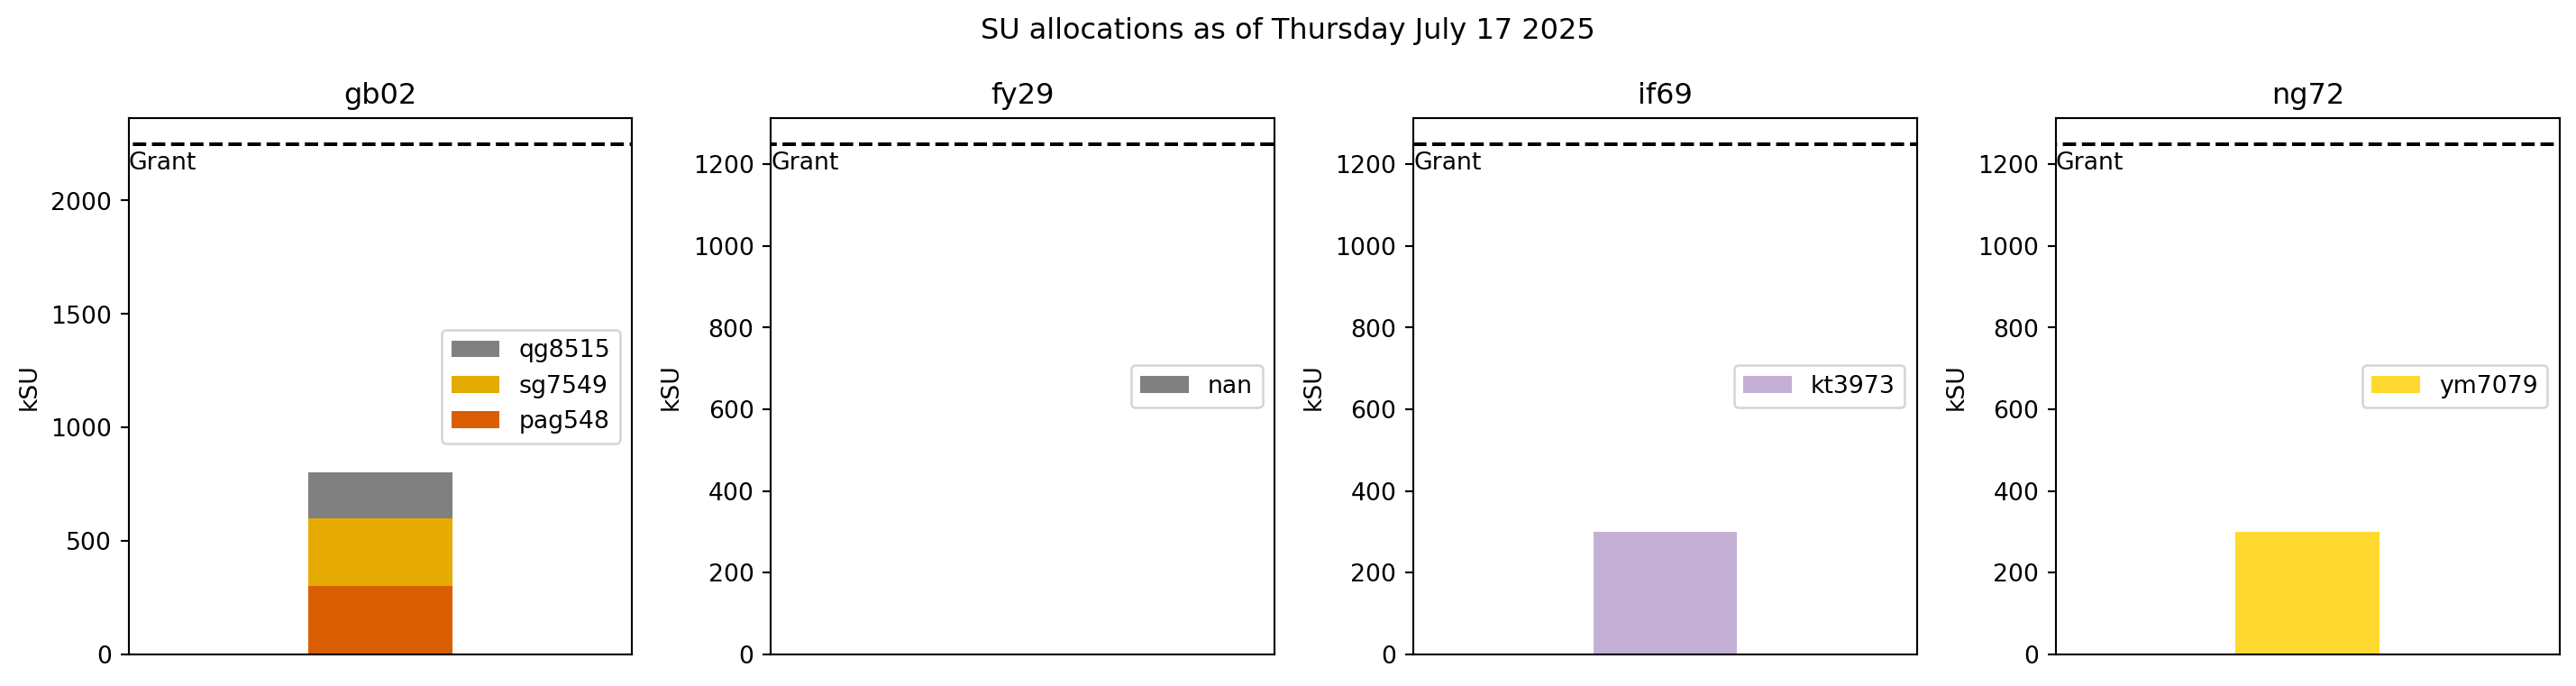 SU allocations as of Thursday July 17 2025
gb02
kSU
2000
1500
1000
500
0
Grant
qg8515
sg7549
pag548
fy29
kSU
1200
1000
800
600
400
200
0
Grant
nan
if69
kSU
1200
1000
800
600
400
200
0
Grant
kt3973
ng72
kSU
1200
1000
800
600
400
200
0
Grant
ym7079